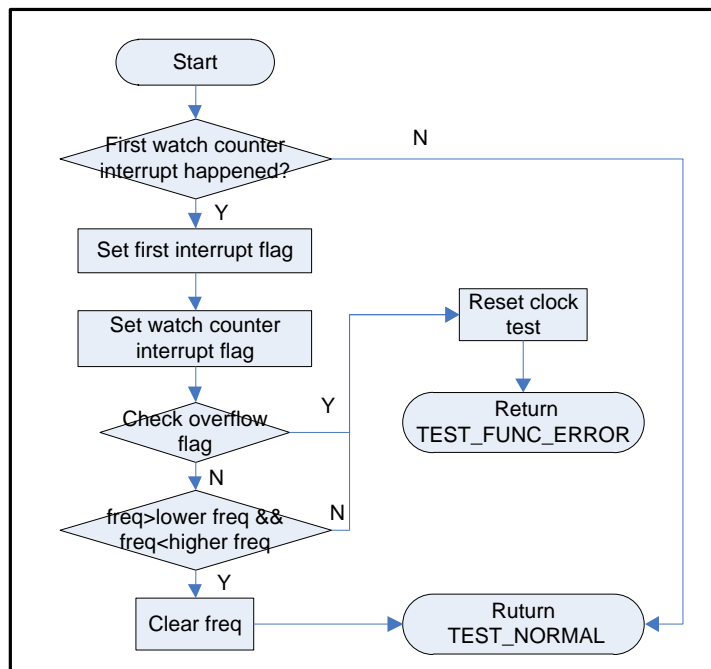 Start
First watch counter
interrupt happened?
N
Y
Set first interrupt flag
Set watch counter
interrupt flag
Reset clock
test
Check overflow
flag
Y
Return
TEST_FUNC_ERROR
N
freq>lower freq &&
freq<higher freq
N
Y
Clear freq
Ruturn
TEST_NORMAL